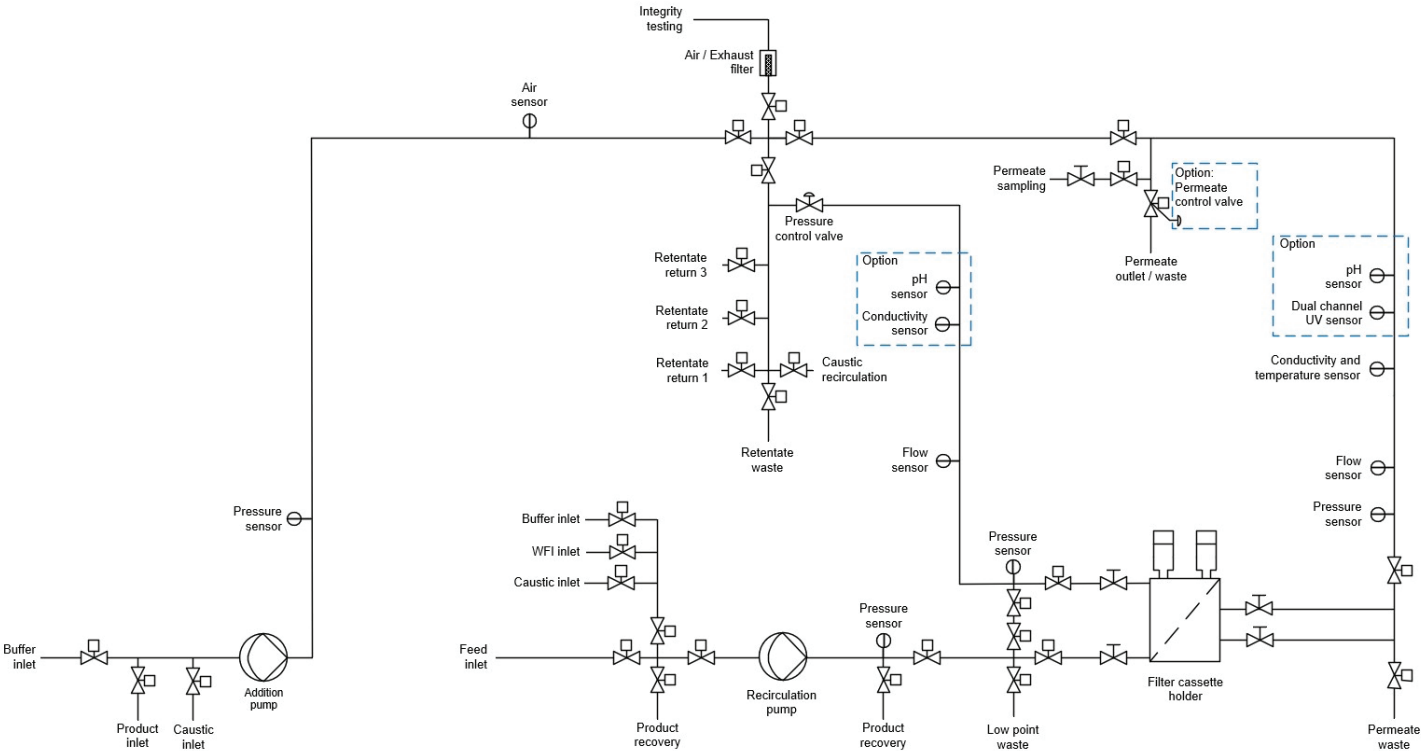 Integrity
testing
Air / Exhaust
filter
Air
sensor
Permeate
sampling
Option:
Permeate
control valve
Pressure
control valve
Retentate
return 3
Option
pH
sensor
Permeate
outlet / waste
Option
pH
sensor
Retentate
return 2
Conductivity
sensor
Dual channel
UV sensor
Retentate
return 1
Caustic
recirculation
Conductivity and
temperature sensor
Retentate
waste
Flow
sensor
Flow
sensor
Pressure
sensor
Buffer inlet
Pressure
sensor
WFI inlet
Pressure
sensor
Caustic inlet
Pressure
sensor
Buffer
inlet
Feed
inlet
Addition
pump
Recirculation
pump
Filter cassette
holder
Product
inlet
Caustic
inlet
Product
recovery
Product
recovery
Low point
waste
Permeate
waste